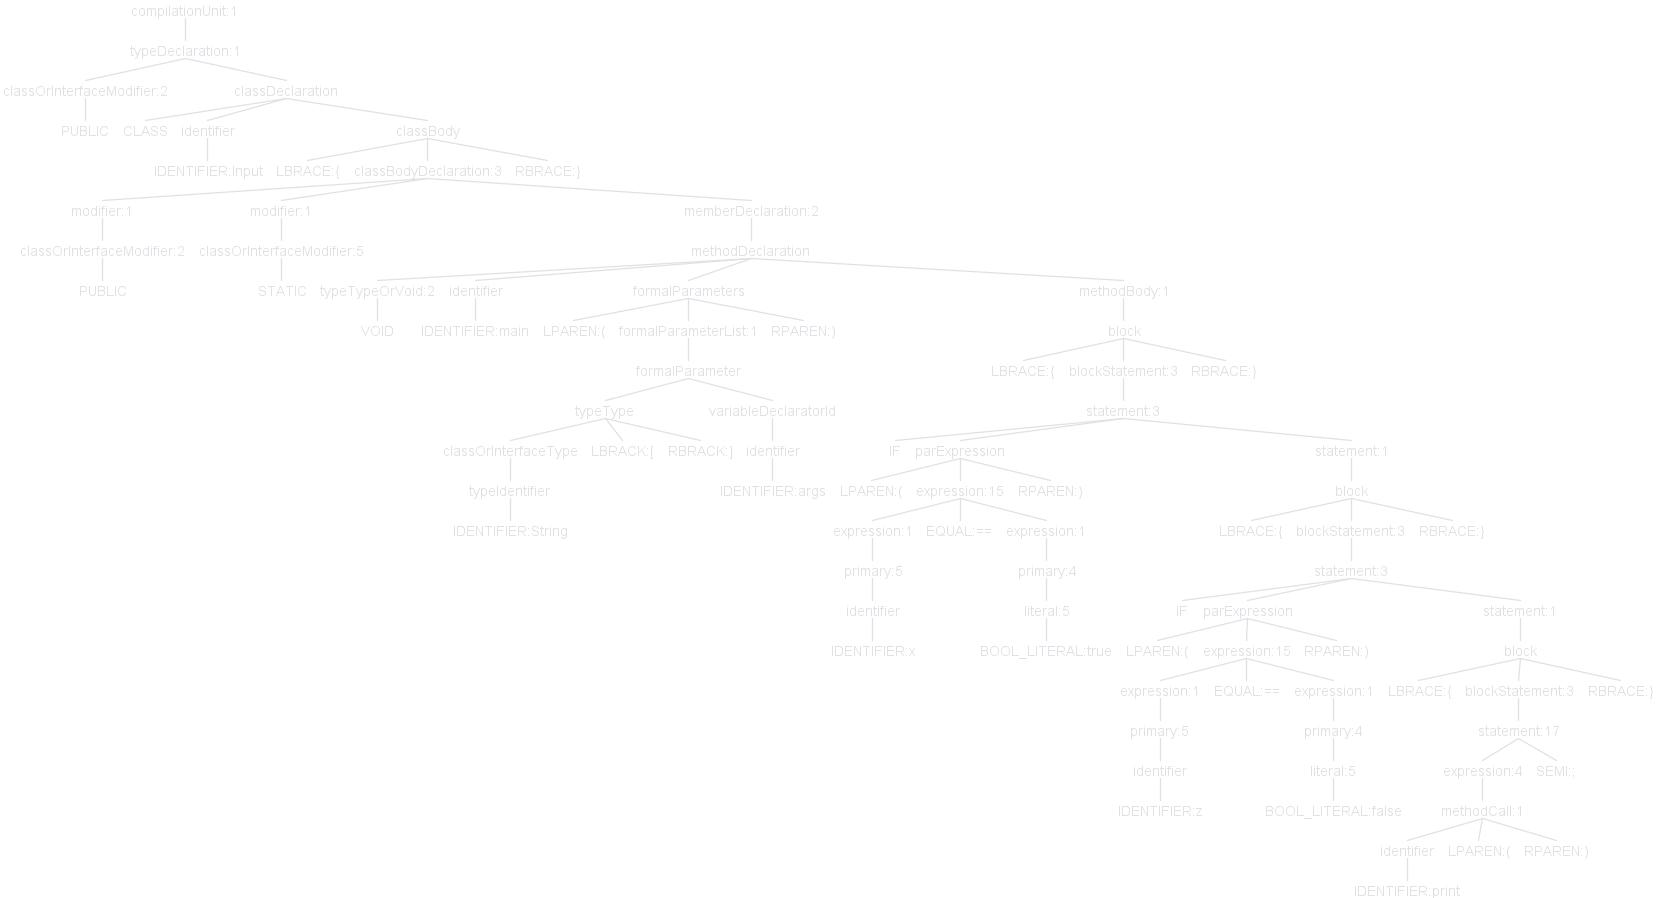 compilationUnit:1
typeDeclaration:1
classOrInterfaceModifier:2 classDeclaration
PUBLIC CLASS identifier classBody
IDENTIFIER:Input LBRACE:{ classBodyDeclaration:3 RBRACE:}
modifier:1 modifier:1 memberDeclaration:2
classOrInterfaceModifier:2 classOrInterfaceModifier:5 methodDeclaration
PUBLIC STATIC typeTypeOrVoid:2 identifier formalParameters methodBody:1
VOID IDENTIFIER:main LPAREN:( formalParameterList:1 RPAREN:) block
formalParameter LBRACE:{ blockStatement:3 RBRACE:}
typeType variableDeclaratorId statement:3
classOrInterfaceType LBRACK:[ RBRACK:] identifier IF parExpression statement:1
typeIdentifier IDENTIFIER:args LPAREN:( expression:15 RPAREN:) block
IDENTIFIER:String expression:1 EQUAL:== expression:1 LBRACE:{ blockStatement:3 RBRACE:}
primary:5 primary:4 statement:3
identifier literal:5 IF parExpression statement:1
IDENTIFIER:x BOOL_LITERAL:true LPAREN:( expression:15 RPAREN:) block
expression:1 EQUAL:== expression:1 LBRACE:{ blockStatement:3 RBRACE:}
primary:5 primary:4 statement:17
identifier literal:5 expression:4 SEMI:;
IDENTIFIER:z BOOL_LITERAL:false methodCall:1
identifier LPAREN:( RPAREN:)
IDENTIFIER:print